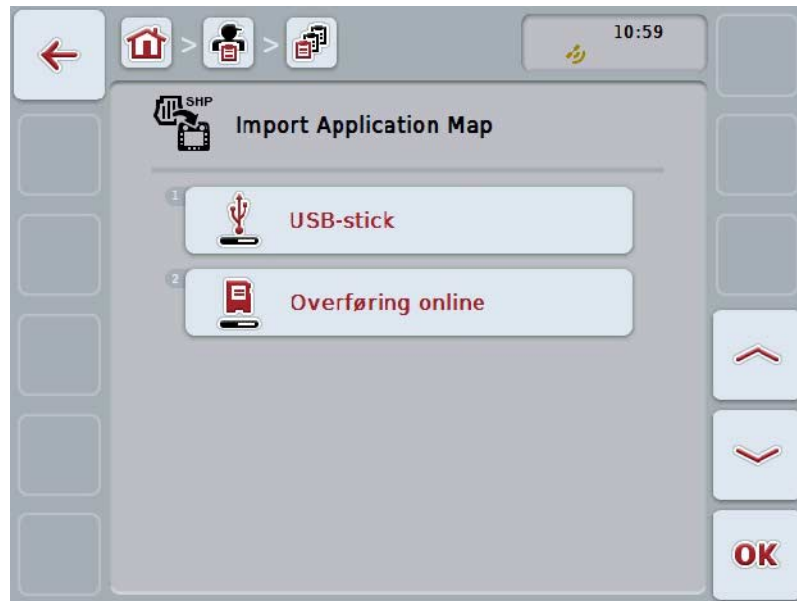 > >
10:59
SHP
Import Application Map
1
USB-stick
2
Overføring online
OK